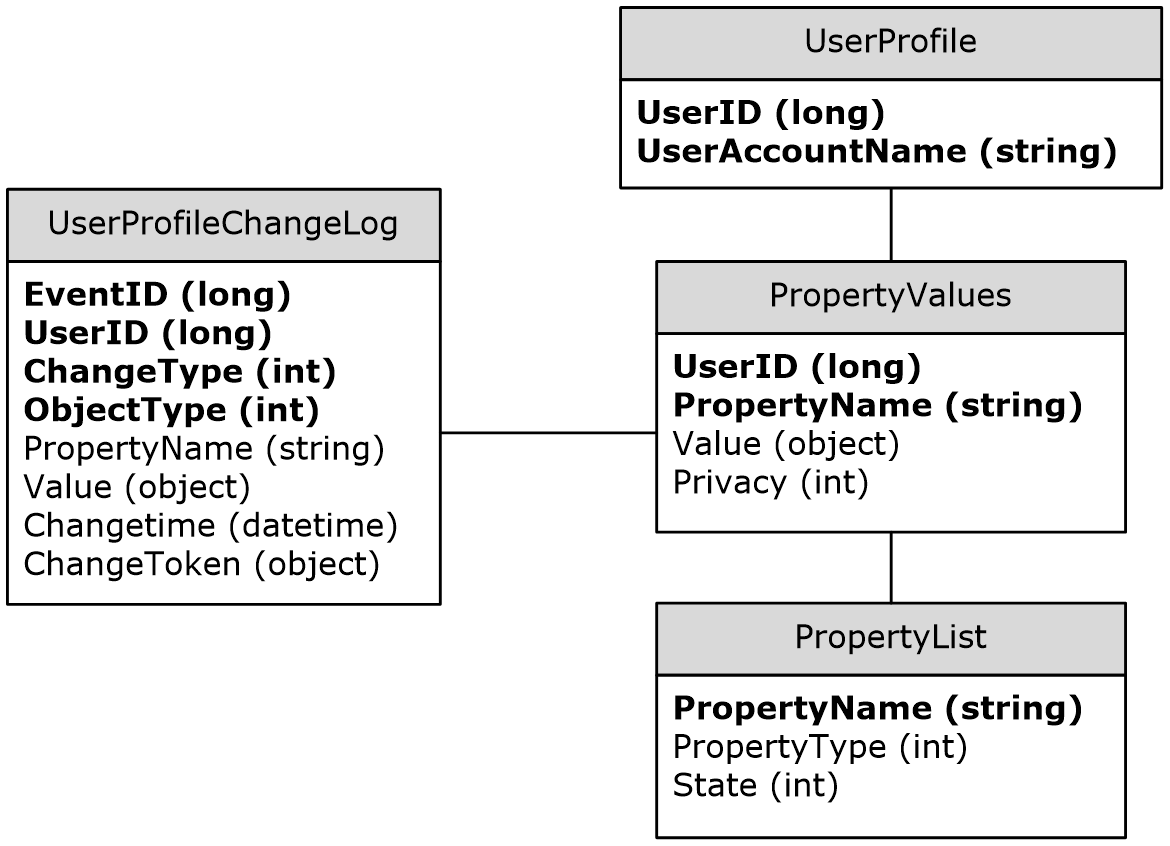 UserProfile
UserID (long)
UserAccountName (string)
UserProfileChangeLog
EventID (long)
UserID (long)
ChangeType (int)
ObjectType (int)
PropertyName (string)
Value (object)
Changetime (datetime)
ChangeToken (object)
PropertyValues
UserID (long)
PropertyName (string)
Value (object)
Privacy (int)
PropertyList
PropertyName (string)
PropertyType (int)
State (int)